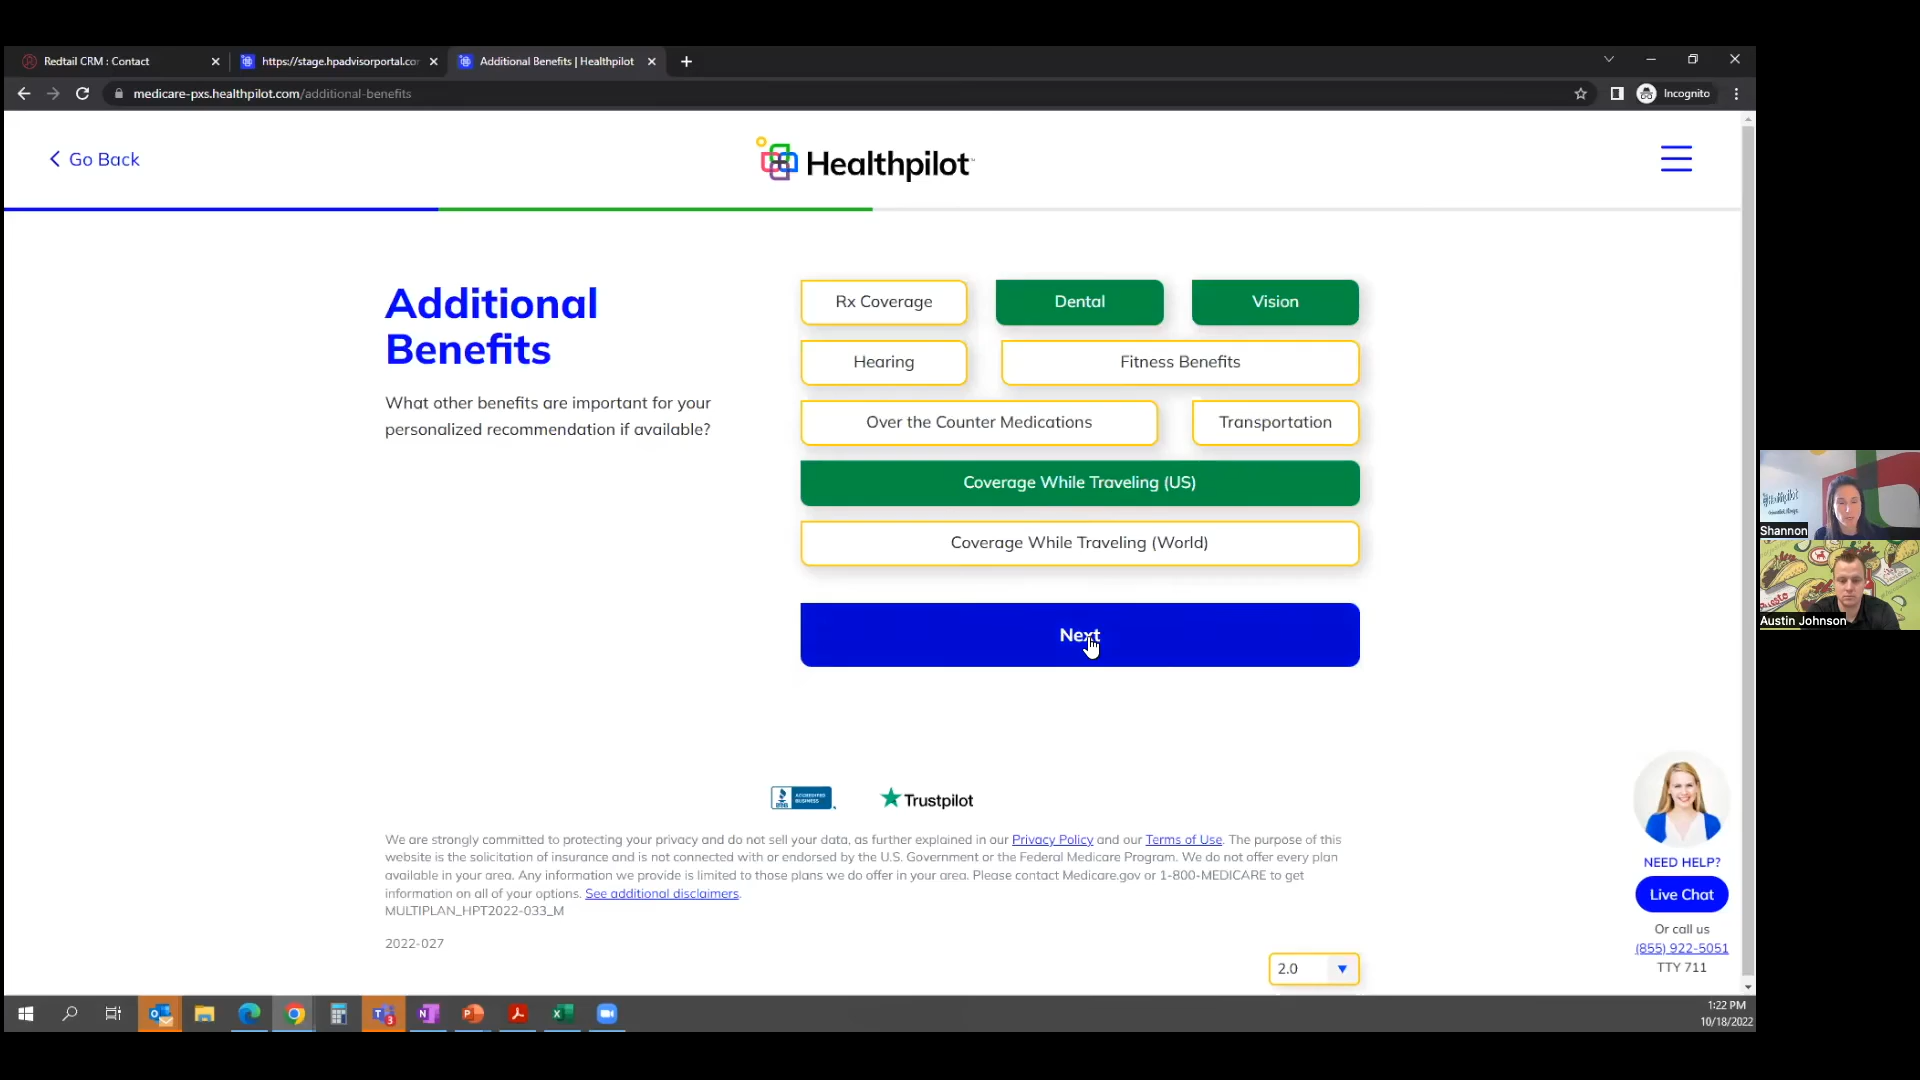 Redtail CRM : Contact
https://stage.hpadvisorportal.co
Additional Benefits | Healthpilot
medicare-pxs.healthpilot.com/additional-benefits
Incognito
Go Back
Healthpilot
Additional
Benefits
What other benefits are important for your
personalized recommendation if available?
Rx Coverage
Dental
Vision
Hearing
Fitness Benefits
Over the Counter Medications
Transportation
Coverage While Traveling (US)
Coverage While Traveling (World)
Next
Shannon
Austin Johnson
BBB
ACCREDITED
BUSINESS
Trustpilot
We are strongly committed to protecting your privacy and do not sell your data, as further explained in our Privacy Policy and our Terms of Use. The purpose of this
website is the solicitation of insurance and is not connected with or endorsed by the U.S. Government or the Federal Medicare Program. We do not offer every plan
available in your area. Any information we provide is limited to those plans we do offer in your area. Please contact Medicare.gov or 1-800-MEDICARE to get
information on all of your options. See additional disclaimers.
MULTIPLAN_HPT2022-033_M
2022-027
2.0
NEED HELP?
Live Chat
Or call us
(855) 922-5051
TTY 711
1:22 PM
10/18/2022